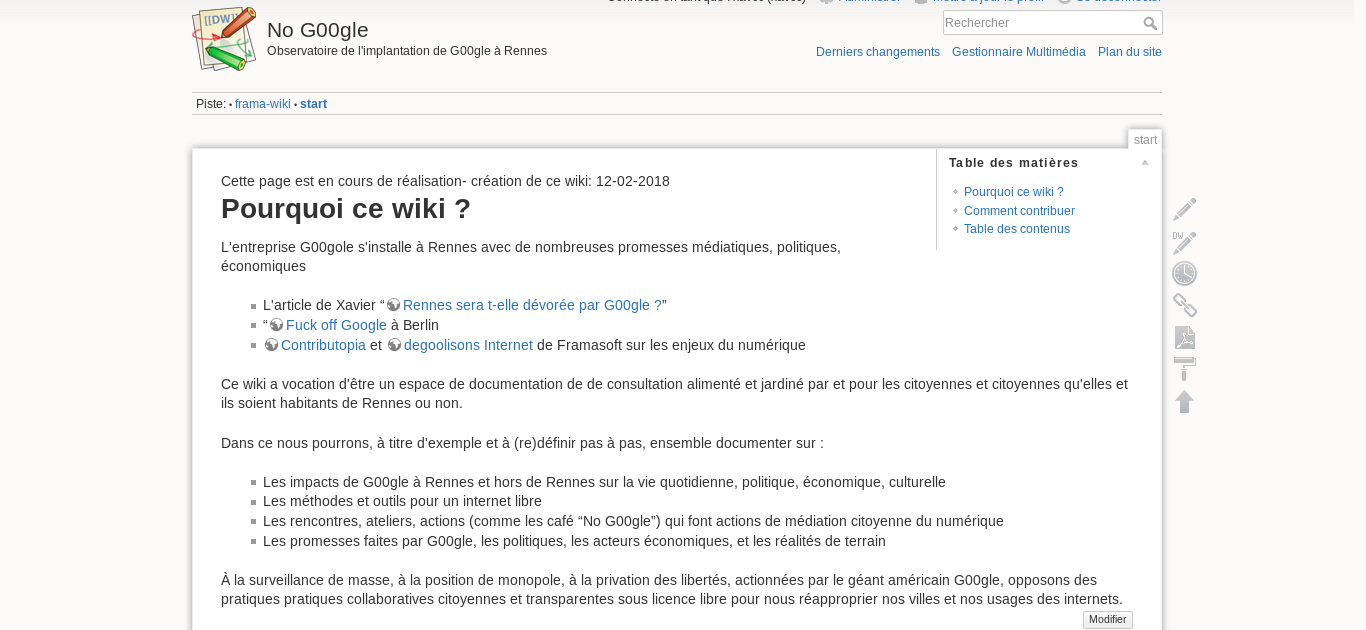 No G00gle
Observatoire de l'implantation de G00gle à Rennes
Rechercher
Derniers changements Gestionnaire Multimédia Plan du site
Piste: • frama-wiki • start
start
Table des matières
Pourquoi ce wiki ?
Comment contribuer
Table des contenus
Cette page est en cours de réalisation- création de ce wiki: 12-02-2018
Pourquoi ce wiki ?
L'entreprise G00gole s'installe à Rennes avec de nombreuses promesses médiatiques, politiques,
économiques
L'article de Xavier “Rennes sera t-elle dévorée par G00gle ?”
“Fuck off Google à Berlin
Contributopia et degoolisons Internet de Framasoft sur les enjeux du numérique
Ce wiki a vocation d'être un espace de documentation de de consultation alimenté et jardiné par et pour les citoyennes et citoyennes qu'elles et
ils soient habitants de Rennes ou non.
Dans ce nous pourrons, à titre d'exemple et à (re)définir pas à pas, ensemble documenter sur :
Les impacts de G00gle à Rennes et hors de Rennes sur la vie quotidienne, politique, économique, culturelle
Les méthodes et outils pour un internet libre
Les rencontres, ateliers, actions (comme les café “No G00gle”) qui font actions de médiation citoyenne du numérique
Les promesses faites par G00gle, les politiques, les acteurs économiques, et les réalités de terrain
À la surveillance de masse, à la position de monopole, à la privation des libertés, actionnées par le géant américain G00gle, opposons des
pratiques pratiques collaboratives citoyennes et transparentes sous licence libre pour nous réapproprier nos villes et nos usages des internets.
Modifier